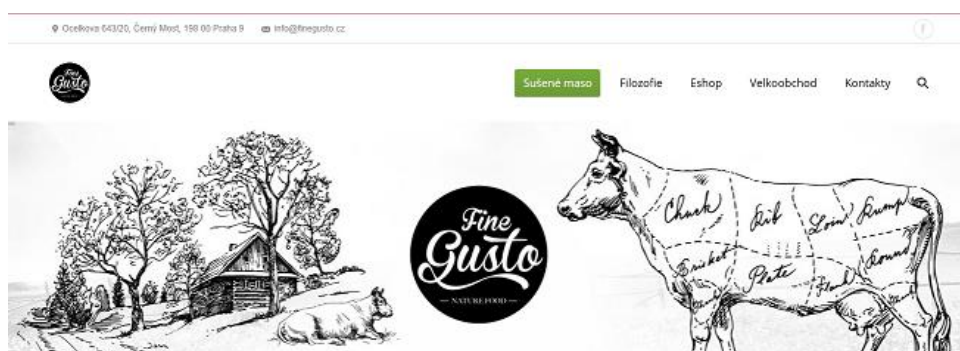 Ocelkova 643/20, Černý Most, 198 00 Praha 9 info@finegusto.cz
Fine
Gusto
Sušené maso Filozofie Eshop Velkoobchod Kontakty
Fine
Gusto
NATURE FOOD
Chuck Rib Loin Rump
Brisket Plate Flank Round